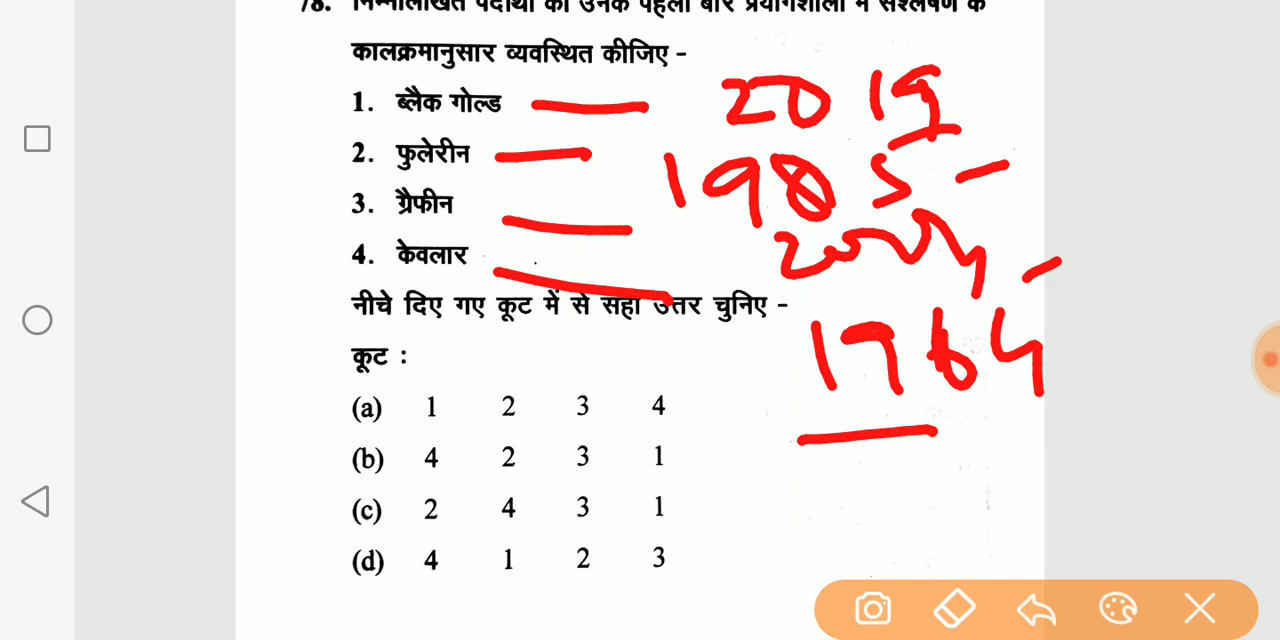 78. निम्नलिखित पदार्थों को उनके पहली बार प्रयोगशाला में संश्लेषण के
कालक्रमानुसार व्यवस्थित कीजिए -
1. ब्लैक गोल्ड 2019
2. फुलेरीन 1985 -
3. ग्रैफीन 2004 -
4. केवलार 1964
नीचे दिए गए कूट में से सही उत्तर चुनिए -
कूट :
(a) 1 2 3 4
(b) 4 2 3 1
(c) 2 4 3 1
(d) 4 1 2 3